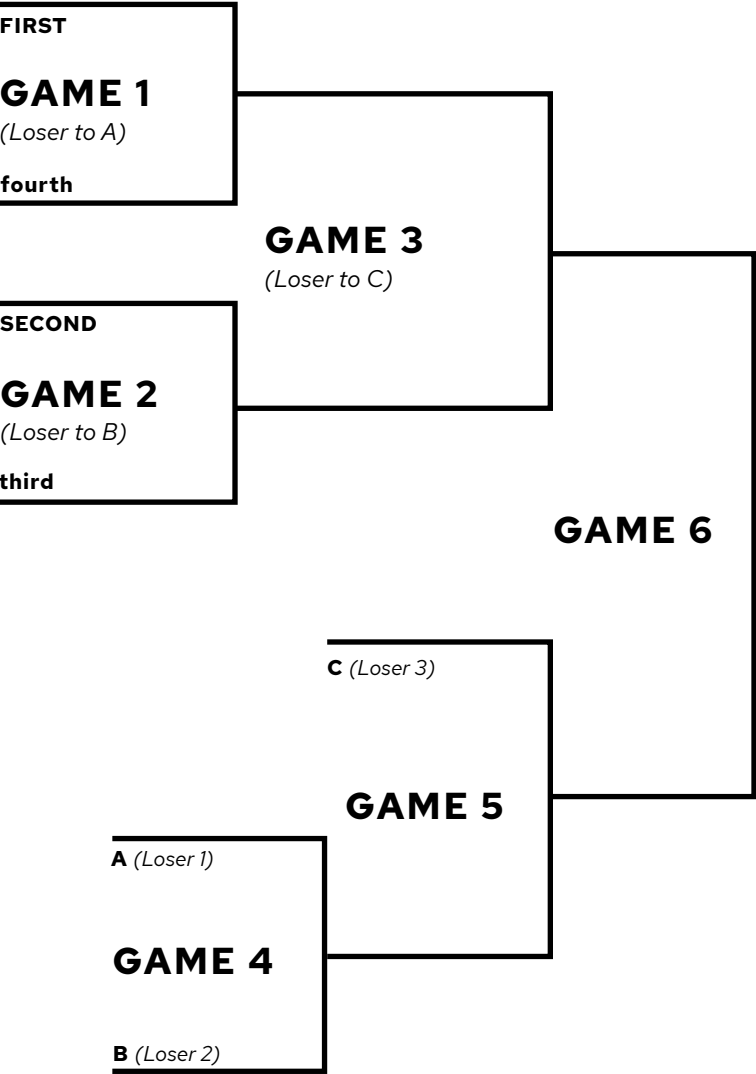 FIRST
GAME 1
(Loser to A)
fourth
GAME 3
(Loser to C)
SECOND
GAME 2
(Loser to B)
third
GAME 6
C (Loser 3)
GAME 5
A (Loser 1)
GAME 4
B (Loser 2)